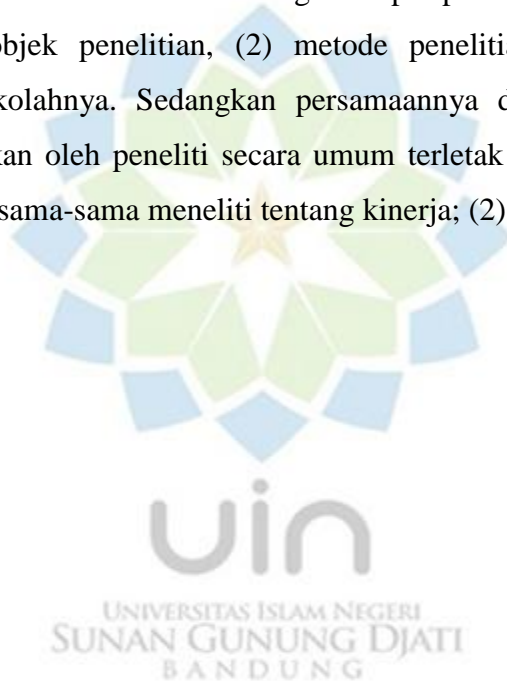 objek penelitian, (2) metode penelitia
kolahnya. Sedangkan persamaannya d
kan oleh peneliti secara umum terletak
sama-sama meneliti tentang kinerja; (2)
uin
UNIVERSITAS ISLAM NEGERI
SUNAN GUNUNG DJATI
BANDUNG